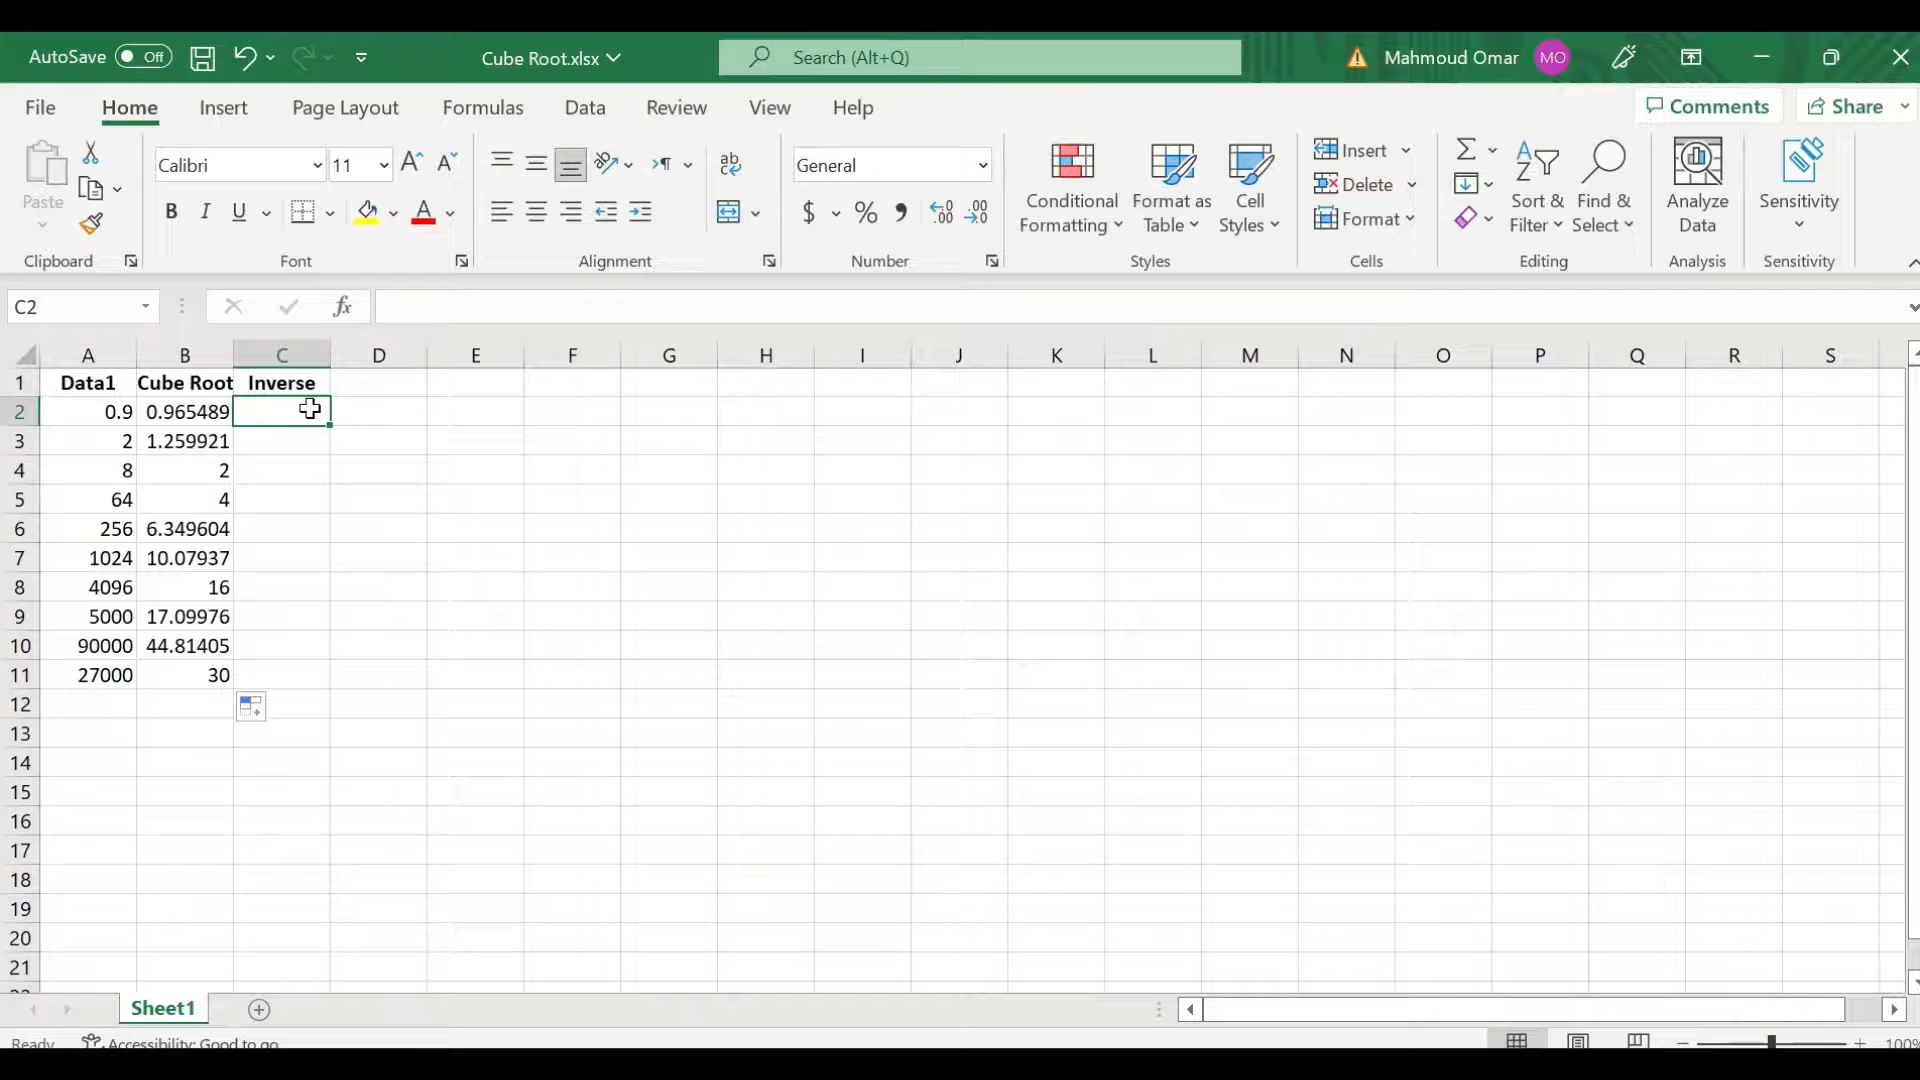 AutoSave Off Cube Root.xlsx Search (Alt+Q) Mahmoud Omar MO
File Home Insert Page Layout Formulas Data Review View Help Comments Share
Paste
Clipboard
Calibri 11
B I U A
Font
ab
Alignment
General
$ % , .00
Number
Conditional Formatting
Format as Table
Cell Styles
Styles
Insert
Delete
Format
Cells
Sort & Filter
Find & Select
Editing
Analyze Data
Analysis
Sensitivity
Sensitivity
C2 fx
A B C D E F G H I J K L M N O P Q R S
1 Data1 Cube Root Inverse
2 0.9 0.965489
3 2 1.259921
4 8 2
5 64 4
6 256 6.349604
7 1024 10.07937
8 4096 16
9 5000 17.09976
10 90000 44.81405
11 27000 30
12
13
14
15
16
17
18
19
20
21
Sheet1
Ready Accessibility: Good to go 100%